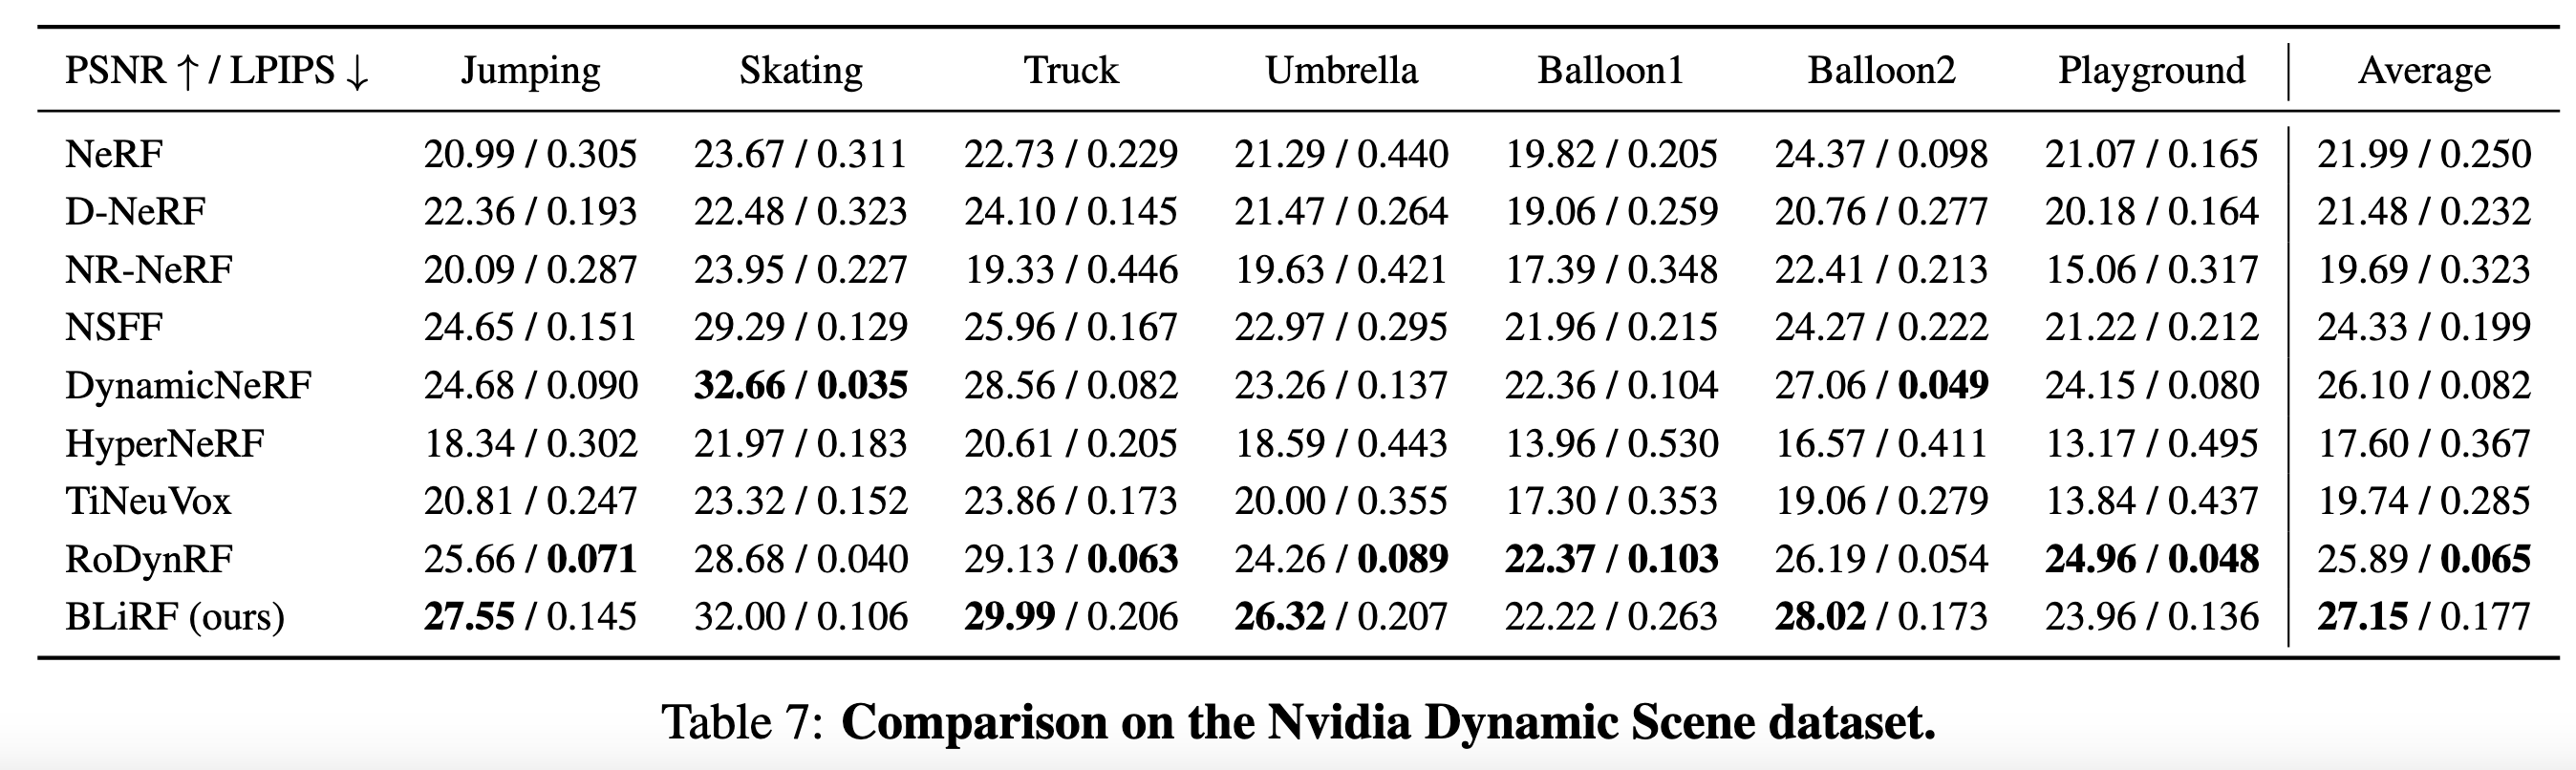 PSNR ↑ / LPIPS ↓ Jumping Skating Truck Umbrella Balloon1 Balloon2 Playground Average
NeRF 20.99 / 0.305 23.67 / 0.311 22.73 / 0.229 21.29 / 0.440 19.82 / 0.205 24.37 / 0.098 21.07 / 0.165 21.99 / 0.250
D-NeRF 22.36 / 0.193 22.48 / 0.323 24.10 / 0.145 21.47 / 0.264 19.06 / 0.259 20.76 / 0.277 20.18 / 0.164 21.48 / 0.232
NR-NeRF 20.09 / 0.287 23.95 / 0.227 19.33 / 0.446 19.63 / 0.421 17.39 / 0.348 22.41 / 0.213 15.06 / 0.317 19.69 / 0.323
NSFF 24.65 / 0.151 29.29 / 0.129 25.96 / 0.167 22.97 / 0.295 21.96 / 0.215 24.27 / 0.222 21.22 / 0.212 24.33 / 0.199
DynamicNeRF 24.68 / 0.090 32.66 / 0.035 28.56 / 0.082 23.26 / 0.137 22.36 / 0.104 27.06 / 0.049 24.15 / 0.080 26.10 / 0.082
HyperNeRF 18.34 / 0.302 21.97 / 0.183 20.61 / 0.205 18.59 / 0.443 13.96 / 0.530 16.57 / 0.411 13.17 / 0.495 17.60 / 0.367
TiNeuVox 20.81 / 0.247 23.32 / 0.152 23.86 / 0.173 20.00 / 0.355 17.30 / 0.353 19.06 / 0.279 13.84 / 0.437 19.74 / 0.285
RoDynRF 25.66 / 0.071 28.68 / 0.040 29.13 / 0.063 24.26 / 0.089 22.37 / 0.103 26.19 / 0.054 24.96 / 0.048 25.89 / 0.065
BLiRF (ours) 27.55 / 0.145 32.00 / 0.106 29.99 / 0.206 26.32 / 0.207 22.22 / 0.263 28.02 / 0.173 23.96 / 0.136 27.15 / 0.177
Table 7: Comparison on the Nvidia Dynamic Scene dataset.